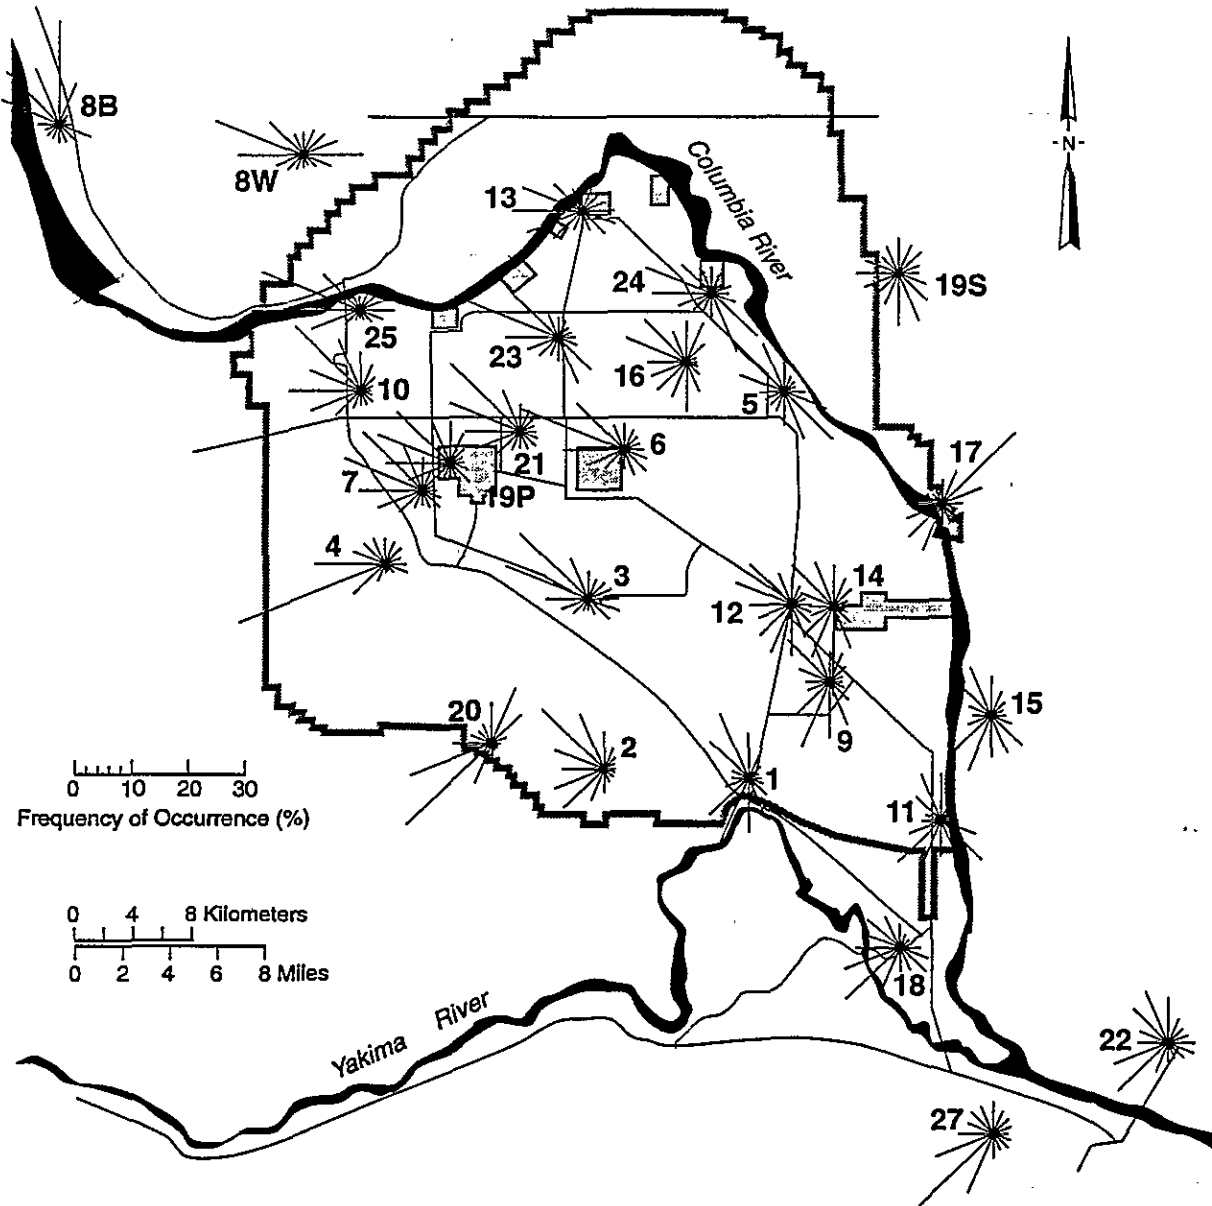 8B
-N-
8W
13
Columbia River
24
19S
25
23
16
10
5
6
17
21
7
19P
4
3
14
12
15
20
2
9
1
0 10 20 30
Frequency of Occurrence (%)
11
0 4 8 Kilometers
0 2 4 6 8 Miles
18
Yakima River
22
27